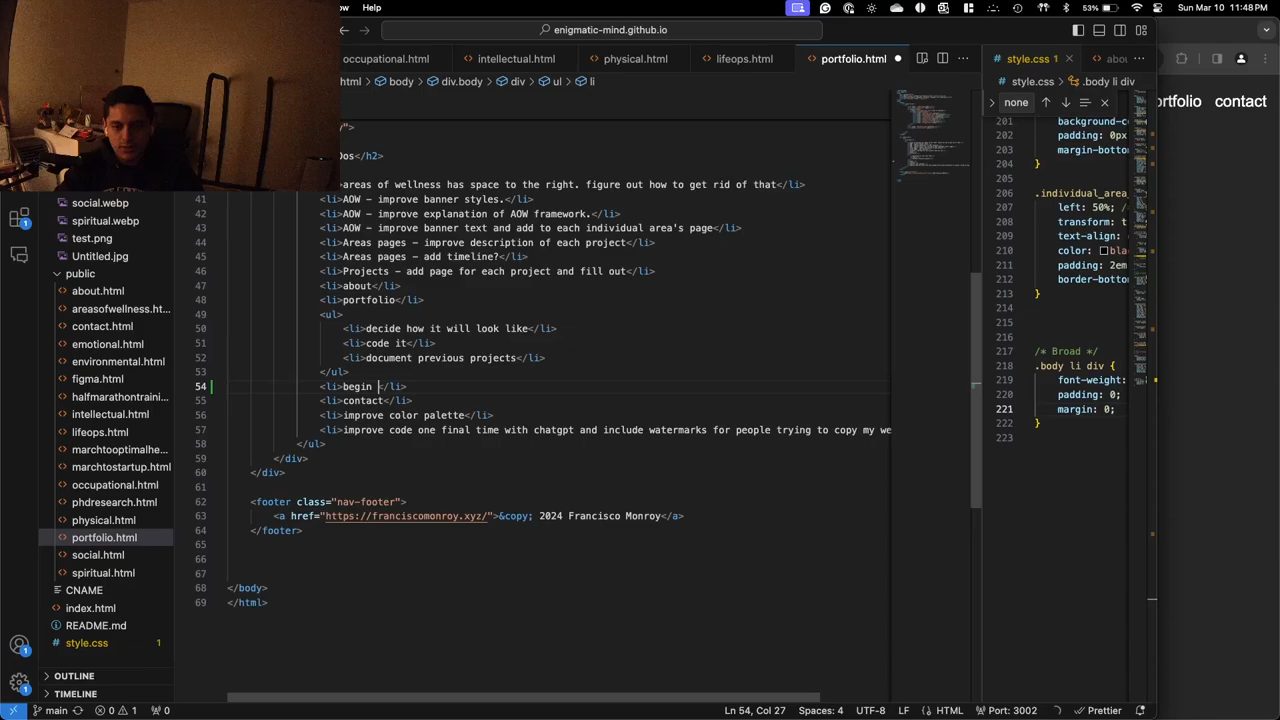 ow Help
53% Sun Mar 10 11:48 PM
enigmatic-mind.github.io
occupational.html intellectual.html physical.html lifeops.html portfolio.html style.css 1 abou
html body div.body div ul li
style.css .body li div
none
ortfolio contact
social.webp
spiritual.webp
test.png
Untitled.jpg
public
about.html
areasofwellness.ht...
contact.html
emotional.html
environmental.html
figma.html
halfmarathontrain...
intellectual.html
lifeops.html
marchtooptimalhe...
marchtostartup.html
occupational.html
phdresearch.html
physical.html
portfolio.html
social.html
spiritual.html
CNAME
index.html
README.md
style.css 1
OUTLINE
TIMELINE
y">
Dos</h2>
areas of wellness has space to the right. figure out how to get rid of that</li>
41 <li>AOW - improve banner styles.</li>
42 <li>AOW - improve explanation of AOW framework.</li>
43 <li>AOW - improve banner text and add to each individual area's page</li>
44 <li>Areas pages - improve description of each project</li>
45 <li>Areas pages - add timeline?</li>
46 <li>Projects - add page for each project and fill out</li>
47 <li>about</li>
48 <li>portfolio</li>
49 <ul>
50 <li>decide how it will look like</li>
51 <li>code it</li>
52 <li>document previous projects</li>
53 </ul>
54 <li>begin </li>
55 <li>contact</li>
56 <li>improve color palette</li>
57 <li>improve code one final time with chatgpt and include watermarks for people trying to copy my we
58 </ul>
59 </div>
60 </div>
61
62 <footer class="nav-footer">
63 <a href="https://franciscomonroy.xyz/">&copy; 2024 Francisco Monroy</a>
64 </footer>
65
66
67
68 </body>
69 </html>
201 background-co
202 padding: 0px
203 margin-bottom
204 }
205
206 .individual_area_
207 left: 50%; /
208 transform: t
209 text-align:
210 color: bla
211 padding: 2em
212 border-botto
213 }
214
215
216
217 /* Broad */
218 .body li div {
219 font-weight:
220 padding: 0;
221 margin: 0;
222 }
223
main 0 1 0 Ln 54, Col 27 Spaces: 4 UTF-8 LF HTML Port: 3002 Prettier